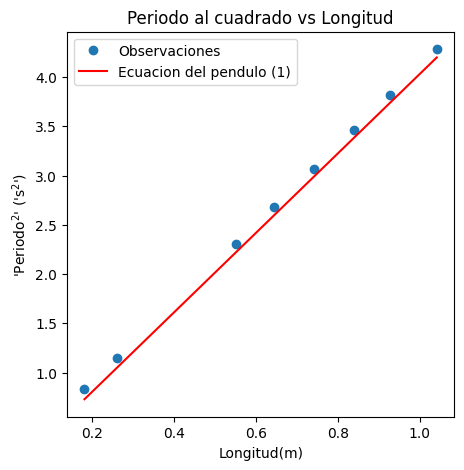 Periodo al cuadrado vs Longitud
Observaciones
Ecuacion del pendulo (1)
'Periodo²' ('s²')
4.0
3.5
3.0
2.5
2.0
1.5
1.0
0.2
0.4
0.6
0.8
1.0
Longitud(m)